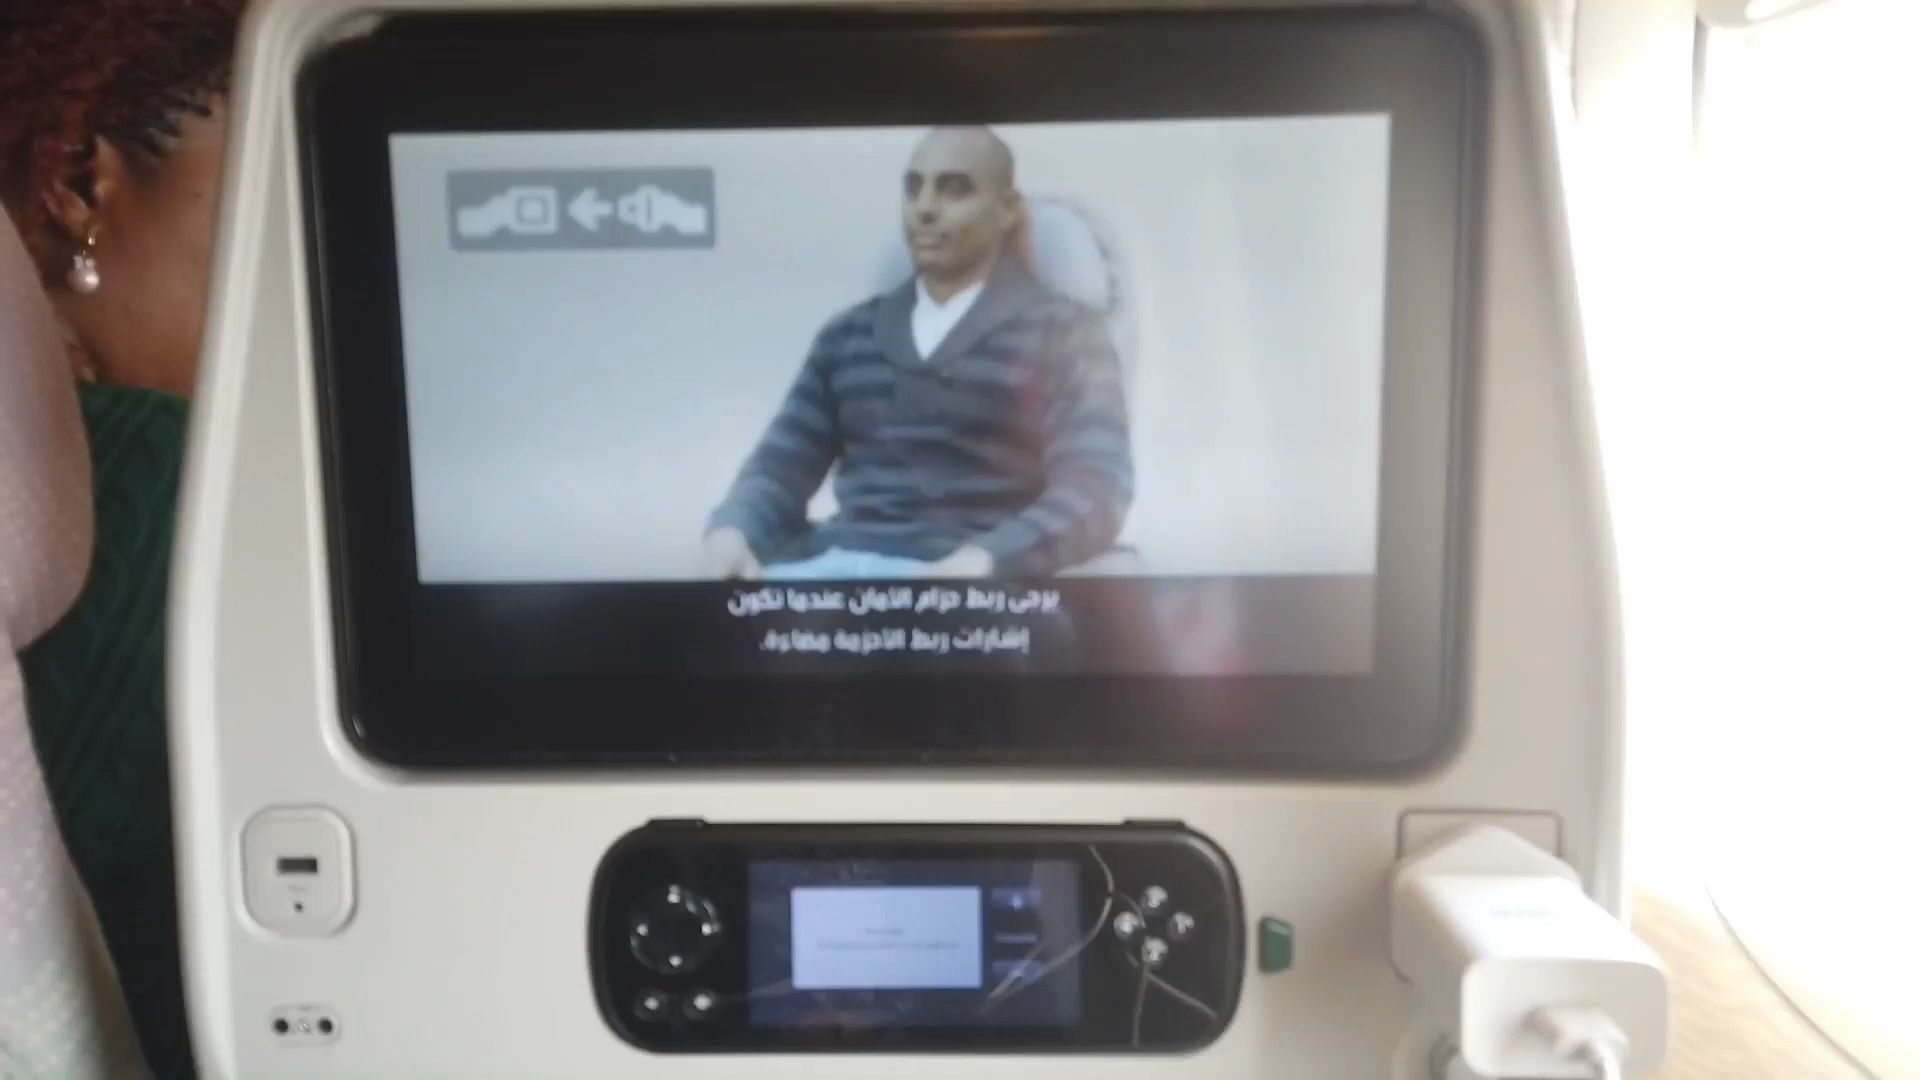 يرجى ربط حزام الأمان عندما تكون
إشارات ربط الأحزمة مضاءة.